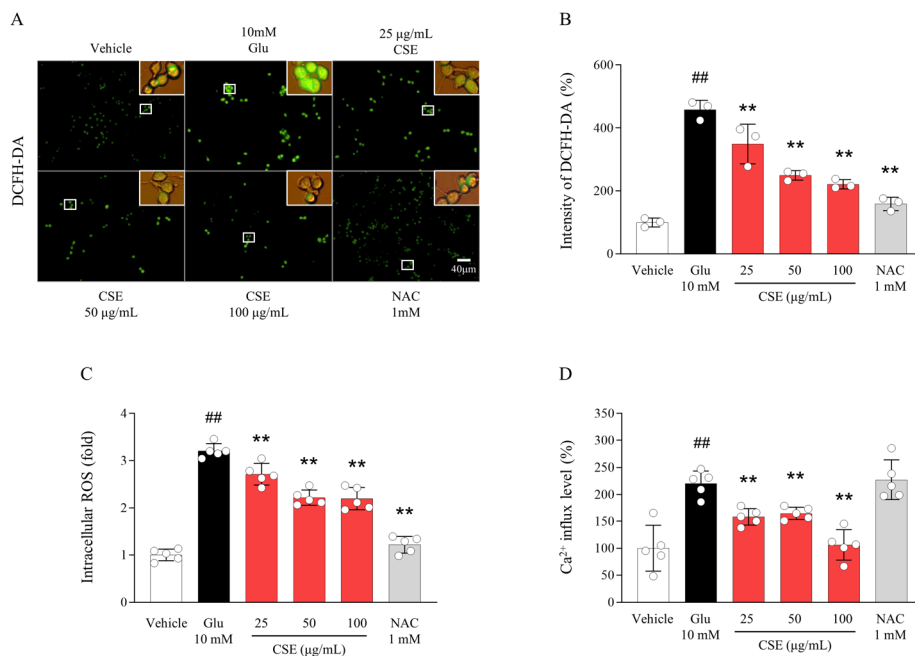 A
Vehicle
10mM
Glu
25 μg/mL
CSE
DCFH-DA
40μm
CSE
50 μg/mL
CSE
100 μg/mL
NAC
1mM
B
Intensity of DCFH-DA (%)
600
400
200
0
##
**
**
**
**
Vehicle
Glu
10 mM
25
50
100
CSE (μg/mL)
NAC
1 mM
C
Intracellular ROS (fold)
4
3
2
1
0
##
**
**
**
**
Vehicle
Glu
10 mM
25
50
100
CSE (μg/mL)
NAC
1 mM
D
Ca²⁺ influx level (%)
350
300
250
200
150
100
50
0
##
**
**
**
Vehicle
Glu
10 mM
25
50
100
CSE (μg/mL)
NAC
1 mM